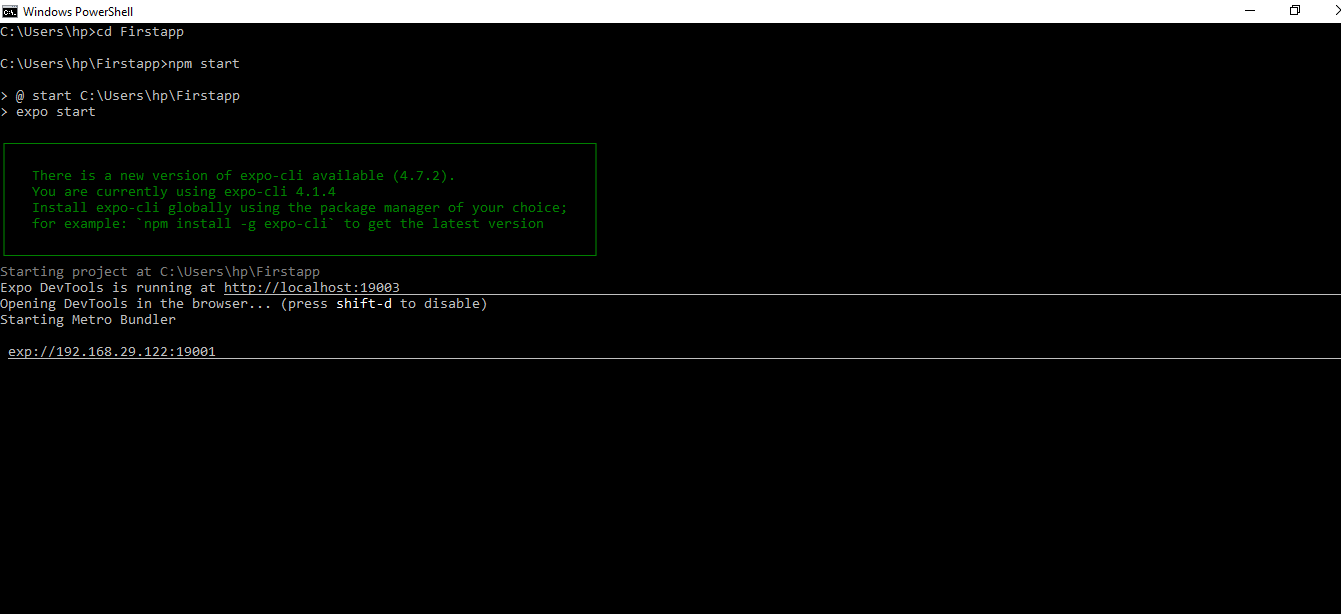 Windows PowerShell
C:\Users\hp>cd Firstapp
C:\Users\hp\Firstapp>npm start
> @ start C:\Users\hp\Firstapp
> expo start
There is a new version of expo-cli available (4.7.2).
You are currently using expo-cli 4.1.4
Install expo-cli globally using the package manager of your choice;
for example: `npm install -g expo-cli` to get the latest version
Starting project at C:\Users\hp\Firstapp
Expo DevTools is running at http://localhost:19003
Opening DevTools in the browser... (press shift-d to disable)
Starting Metro Bundler
exp://192.168.29.122:19001